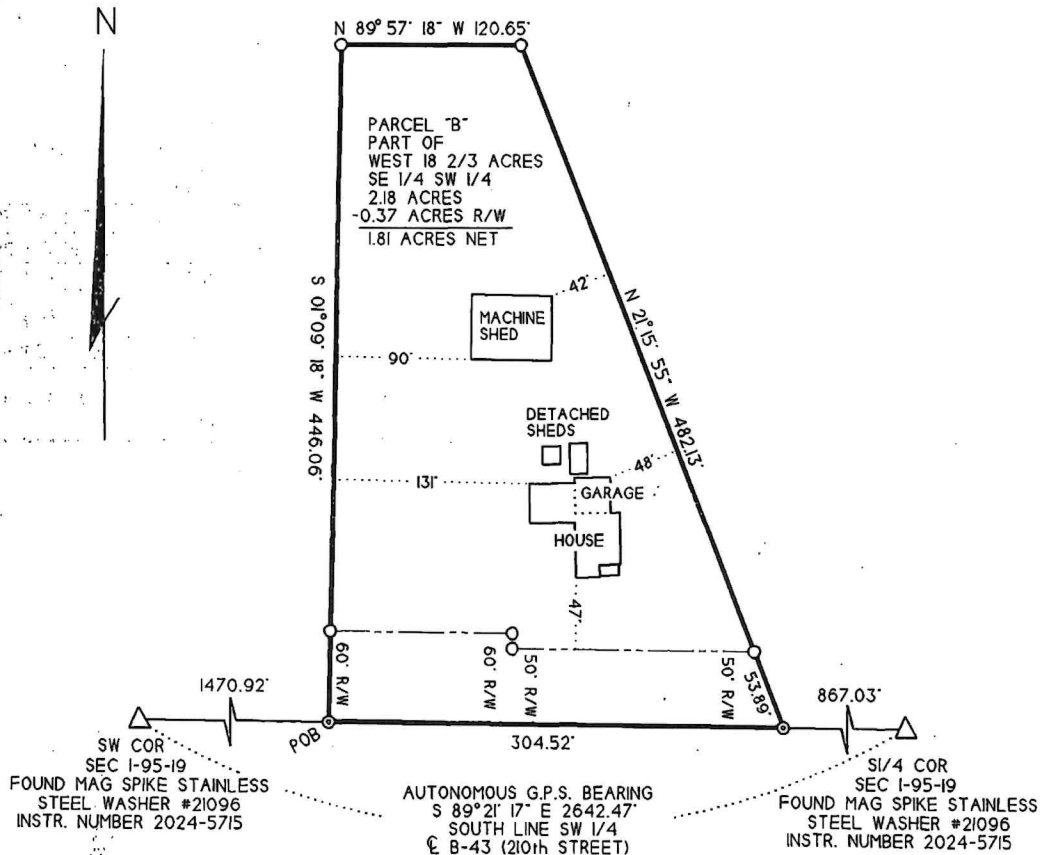 N
N 89° 57' 18" W 120.65'
PARCEL "B"
PART OF
WEST 18 2/3 ACRES
SE 1/4 SW 1/4
2.18 ACRES
-0.37 ACRES R/W
1.81 ACRES NET
S 01° 09' 18" W 446.06'
N 21° 15' 55" W 482.13'
42'
MACHINE
SHED
90'
DETACHED
SHEDS
131'
48'
GARAGE
HOUSE
47'
60' R/W
60' R/W
50' R/W
50' R/W
53.89'
1470.92'
867.03'
POB
304.52'
SW COR
SEC 1-95-19
FOUND MAG SPIKE STAINLESS
STEEL WASHER #21096
INSTR. NUMBER 2024-5715
AUTONOMOUS G.P.S. BEARING
S 89° 21' 17" E 2642.47'
SOUTH LINE SW 1/4
℄ B-43 (210th STREET)
S1/4 COR
SEC 1-95-19
FOUND MAG SPIKE STAINLESS
STEEL WASHER #21096
INSTR. NUMBER 2024-5715